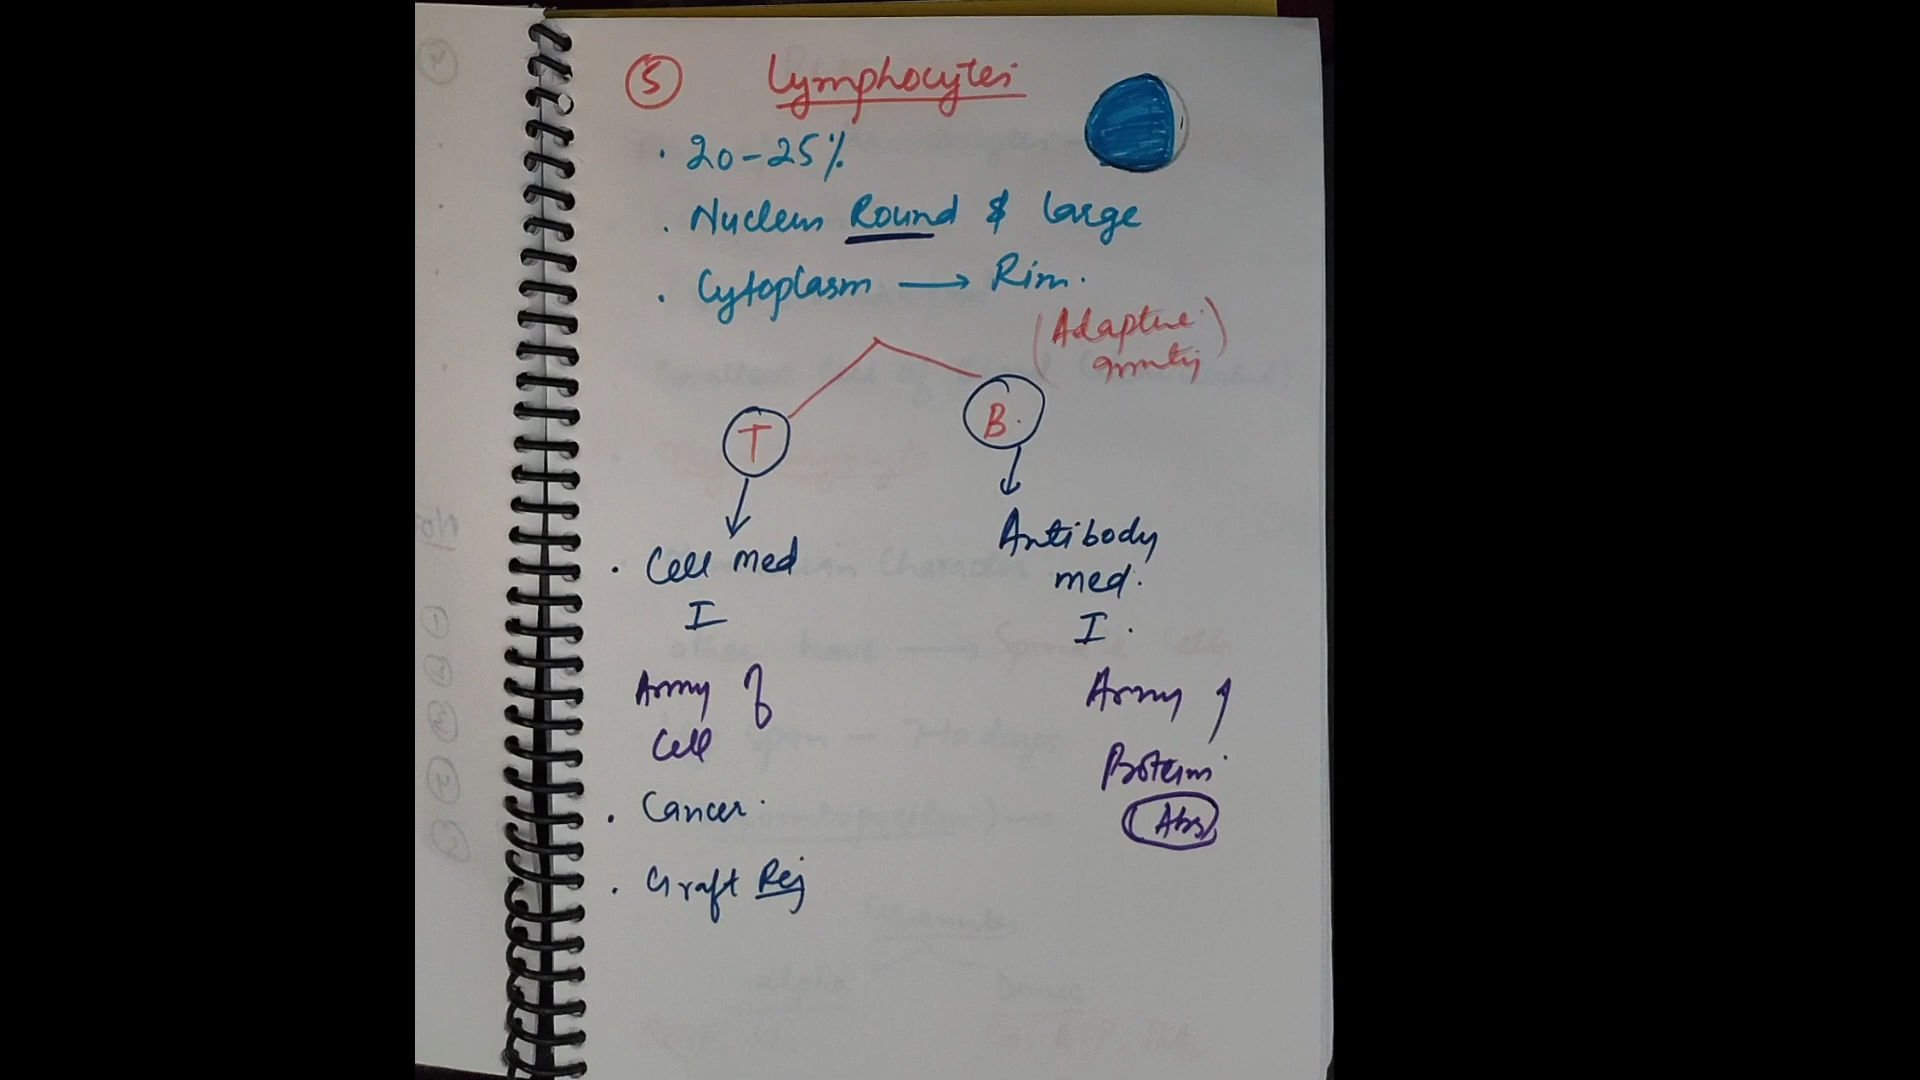 5 Lymphocytes
. 20-25%
. Nucleus Round & large
. Cytoplasm → Rim.
(Adaptive
Immunity)
T
B.
. Cell med
I
Antibody
med.
I.
Army of
Cell
Army of
Proteins
Abs
. Cancer.
. Graft Rej